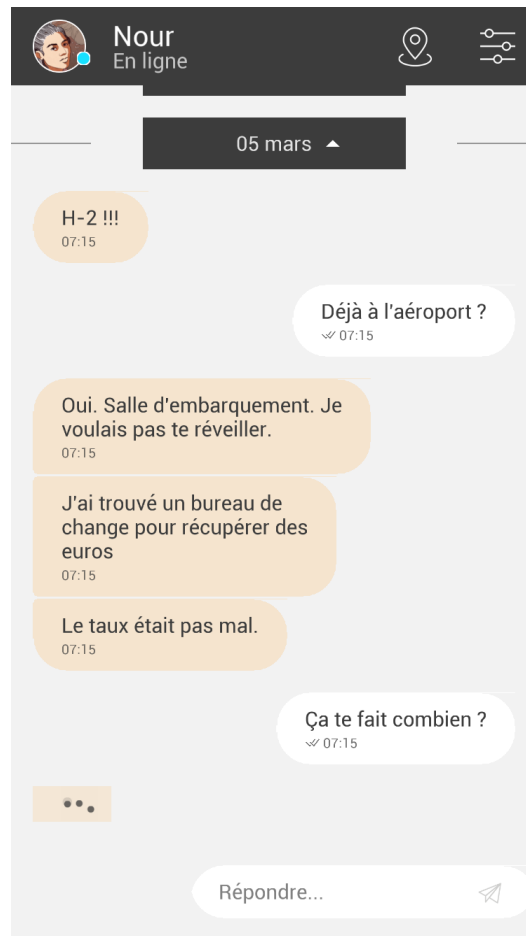 Nour
En ligne
05 mars
H-2 !!!
07:15
Déjà à l'aéroport ?
07:15
Oui. Salle d'embarquement. Je
voulais pas te réveiller.
07:15
J'ai trouvé un bureau de
change pour récupérer des
euros
07:15
Le taux était pas mal.
07:15
Ça te fait combien ?
07:15
Répondre...